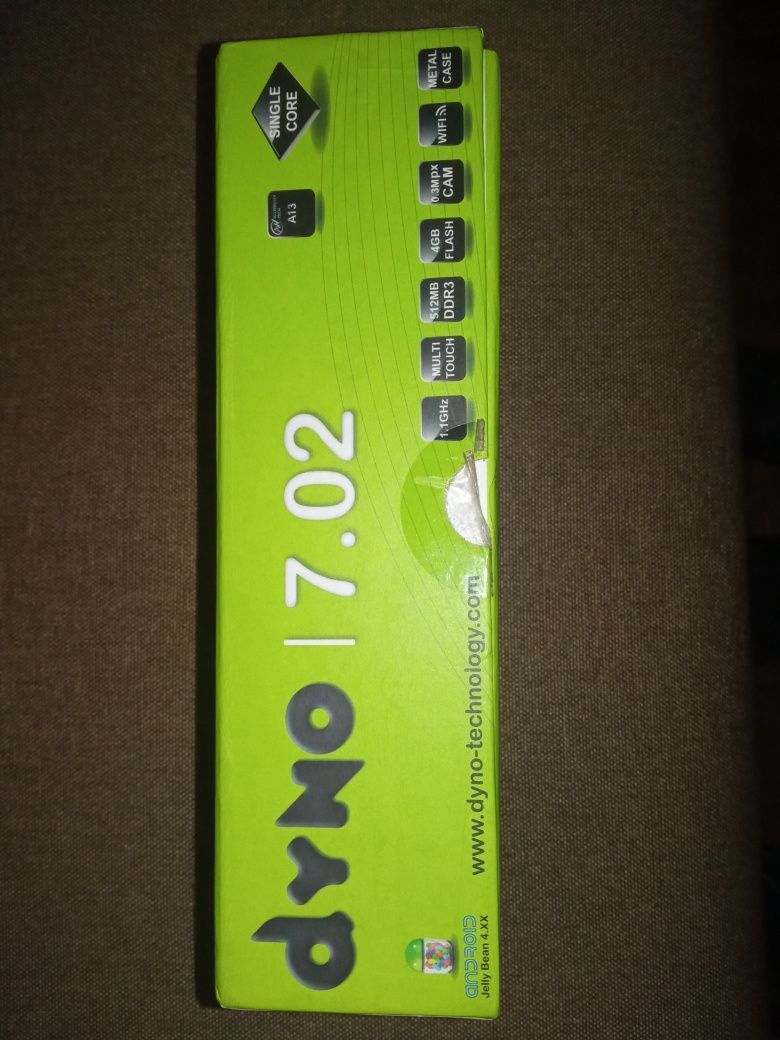 dyno | 7.02
SINGLE
CORE
A13
1.1GHz
MULTI
TOUCH
512MB
DDR3
4GB
FLASH
0.3Mpx
CAM
WIFI
METAL
CASE
www.dyno-technology.com
ANDROID
Jelly Bean 4.XX